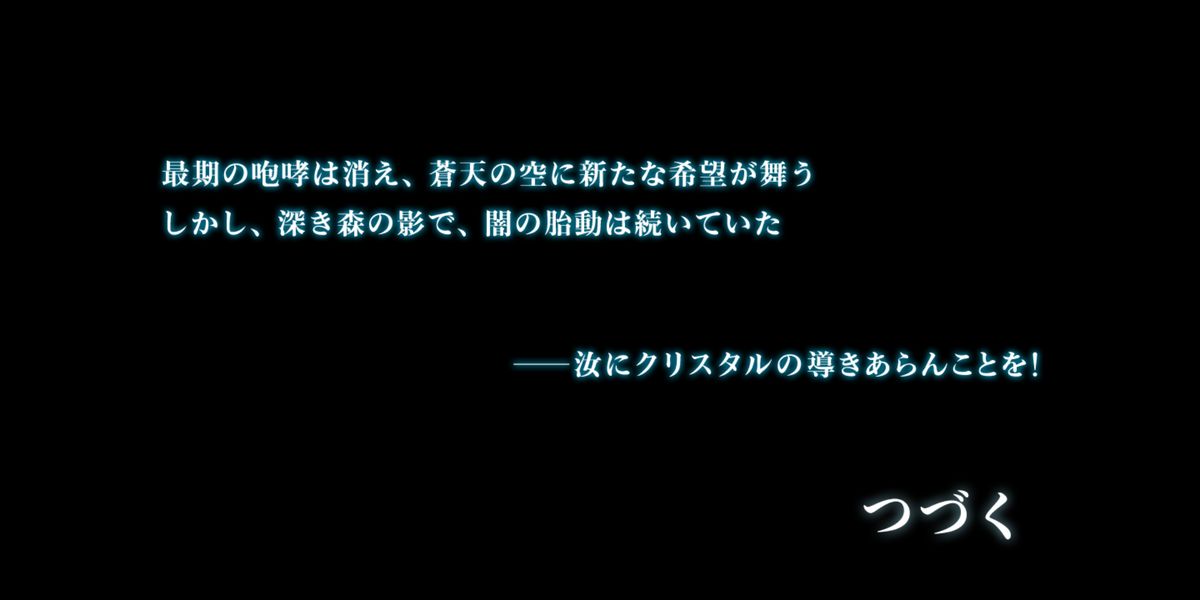 最期の咆哮は消え、蒼天の空に新たな希望が舞う
しかし、深き森の影で、闇の胎動は続いていた
――汝にクリスタルの導きあらんことを！
つづく